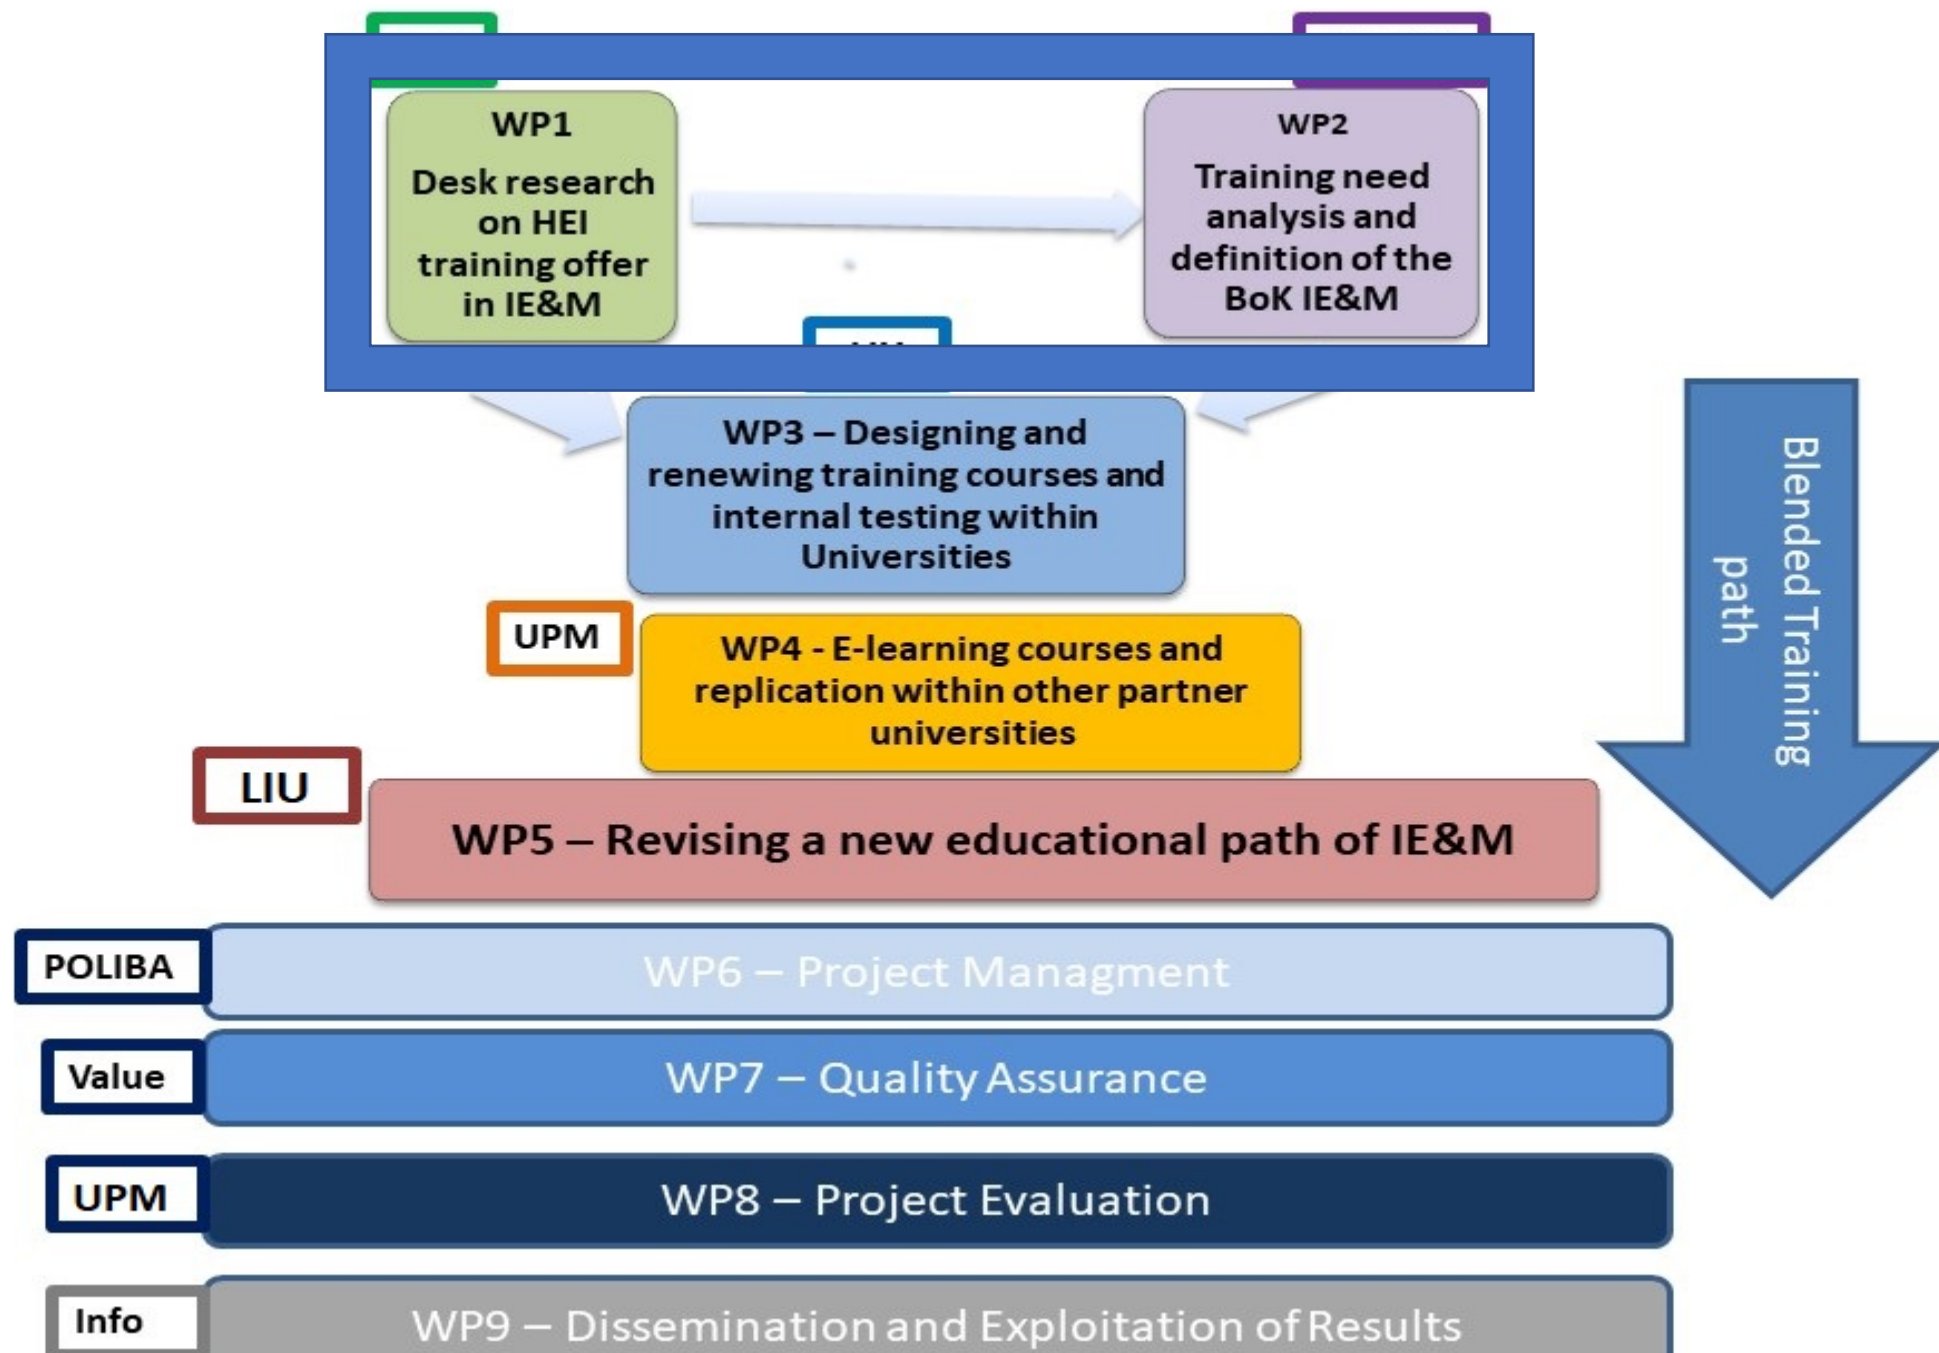 WP1
Desk research
on HEI
training offer
in IE&M
WP2
Training need
analysis and
definition of the
BoK IE&M
WP3 – Designing and
renewing training courses and
internal testing within
Universities
UPM
WP4 - E-learning courses and
replication within other partner
universities
LIU
WP5 – Revising a new educational path of IE&M
Blended Training
path
POLIBA
WP6 – Project Managment
Value
WP7 – Quality Assurance
UPM
WP8 – Project Evaluation
Info
WP9 – Dissemination and Exploitation of Results